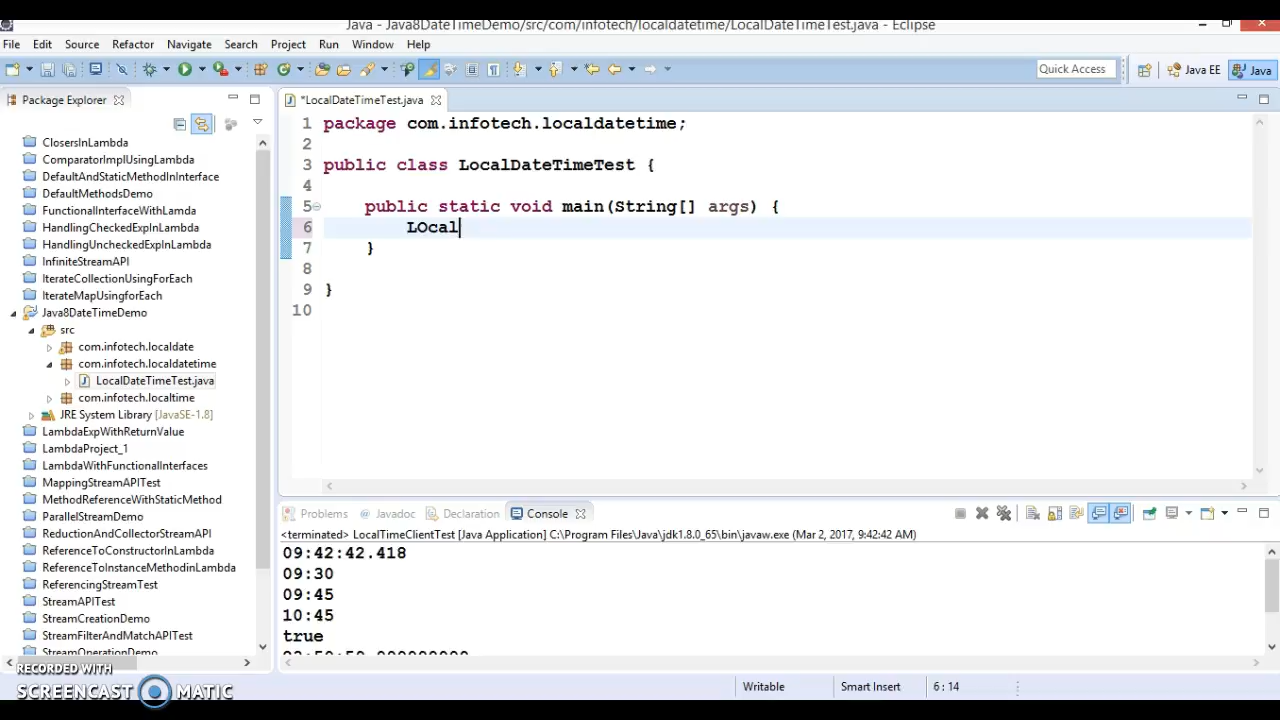 Java - Java8DateTimeDemo/src/com/infotech/localdatetime/LocalDateTimeTest.java - Eclipse
File Edit Source Refactor Navigate Search Project Run Window Help
Quick Access
Java EE
Java
Package Explorer
ClosersInLambda
ComparatorImplUsingLambda
DefaultAndStaticMethodInInterface
DefaultMethodsDemo
FunctionalInterfaceWithLamda
HandlingCheckedExpInLambda
HandlingUncheckedExpInLambda
InfiniteStreamAPI
IterateCollectionUsingForEach
IterateMapUsingforEach
Java8DateTimeDemo
src
com.infotech.localdate
com.infotech.localdatetime
LocalDateTimeTest.java
com.infotech.localtime
JRE System Library [JavaSE-1.8]
LambdaExpWithReturnValue
LambdaProject_1
LambdaWithFunctionalInterfaces
MappingStreamAPITest
MethodReferenceWithStaticMethod
ParallelStreamDemo
ReductionAndCollectorStreamAPI
ReferenceToConstructorInLambda
ReferenceToInstanceMethodinLambda
ReferencingStreamTest
StreamAPITest
StreamCreationDemo
StreamFilterAndMatchAPITest
StreamOperationDemo
*LocalDateTimeTest.java
1 package com.infotech.localdatetime;
2
3 public class LocalDateTimeTest {
4
5 public static void main(String[] args) {
6 LOcal
7 }
8
9 }
10
Problems Javadoc Declaration Console
<terminated> LocalTimeClientTest [Java Application] C:\Program Files\Java\jdk1.8.0_65\bin\javaw.exe (Mar 2, 2017, 9:42:42 AM)
09:42:42.418
09:30
09:45
10:45
true
Writable Smart Insert 6 : 14
RECORDED WITH
SCREENCAST MATIC